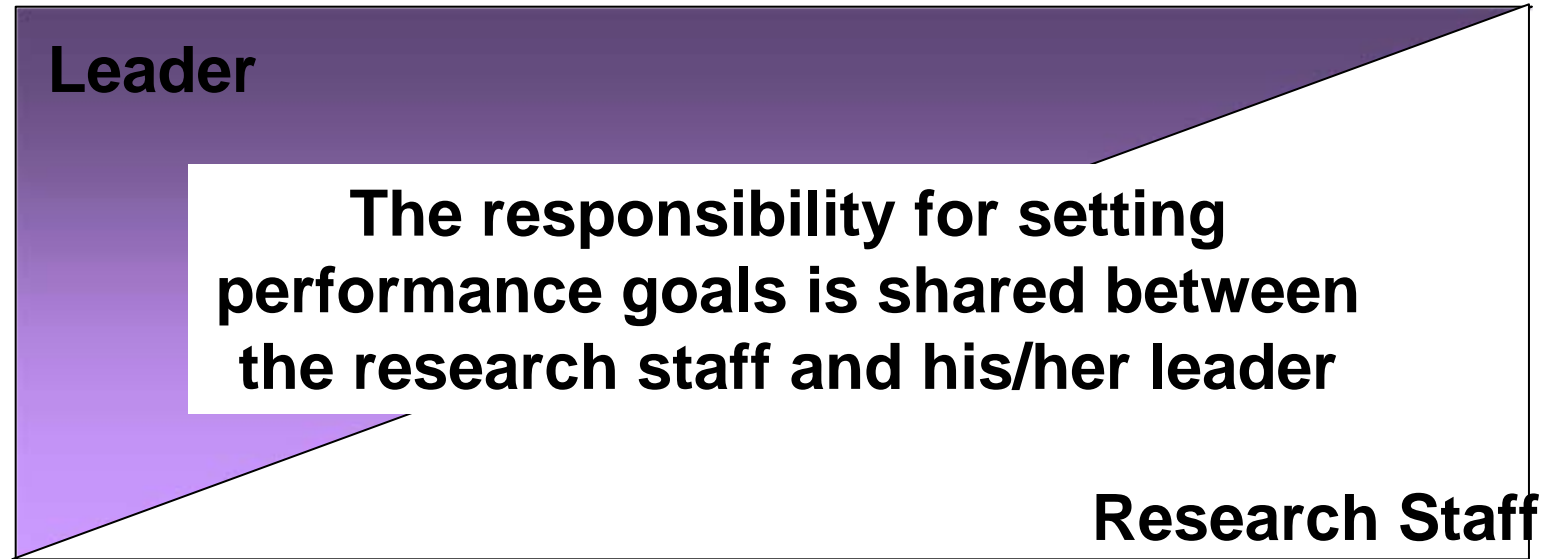 Leader
The responsibility for setting
performance goals is shared between
the research staff and his/her leader
Research Staff